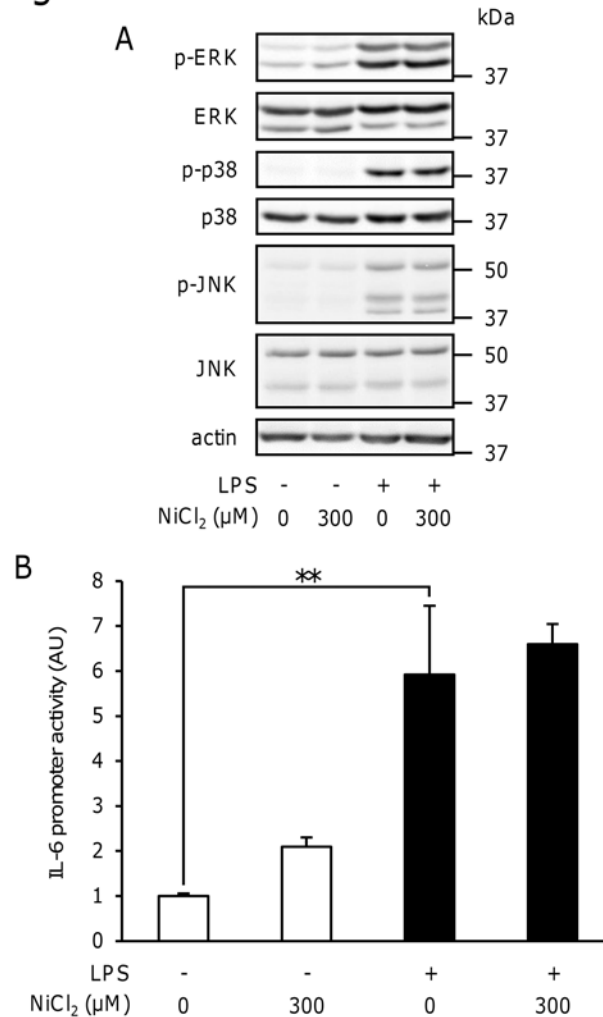 kDa
A
p-ERK
37
ERK
37
p-p38
37
p38
37
p-JNK
50
37
JNK
50
37
actin
37
LPS - - + +
NiCl₂ (µM) 0 300 0 300
B
**
IL-6 promoter activity (AU)
8
7
6
5
4
3
2
1
0
LPS - - + +
NiCl₂ (µM) 0 300 0 300